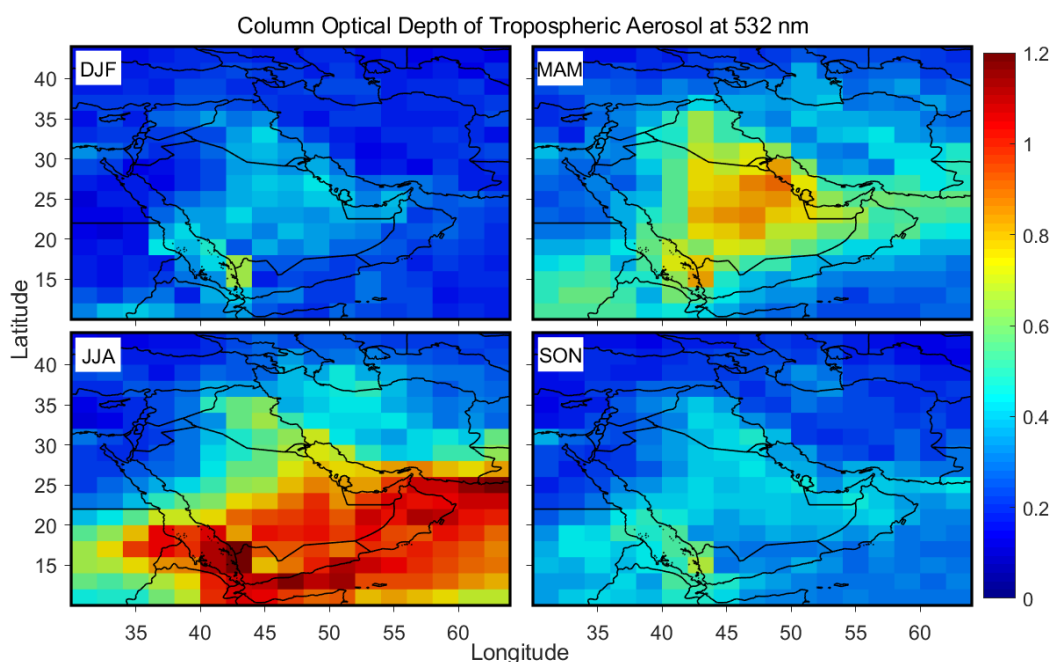 Column Optical Depth of Tropospheric Aerosol at 532 nm
DJF
MAM
JJA
SON
40
35
30
25
20
15
40
35
30
25
20
15
35 40 45 50 55 60
35 40 45 50 55 60
Latitude
Longitude
1.2
1
0.8
0.6
0.4
0.2
0